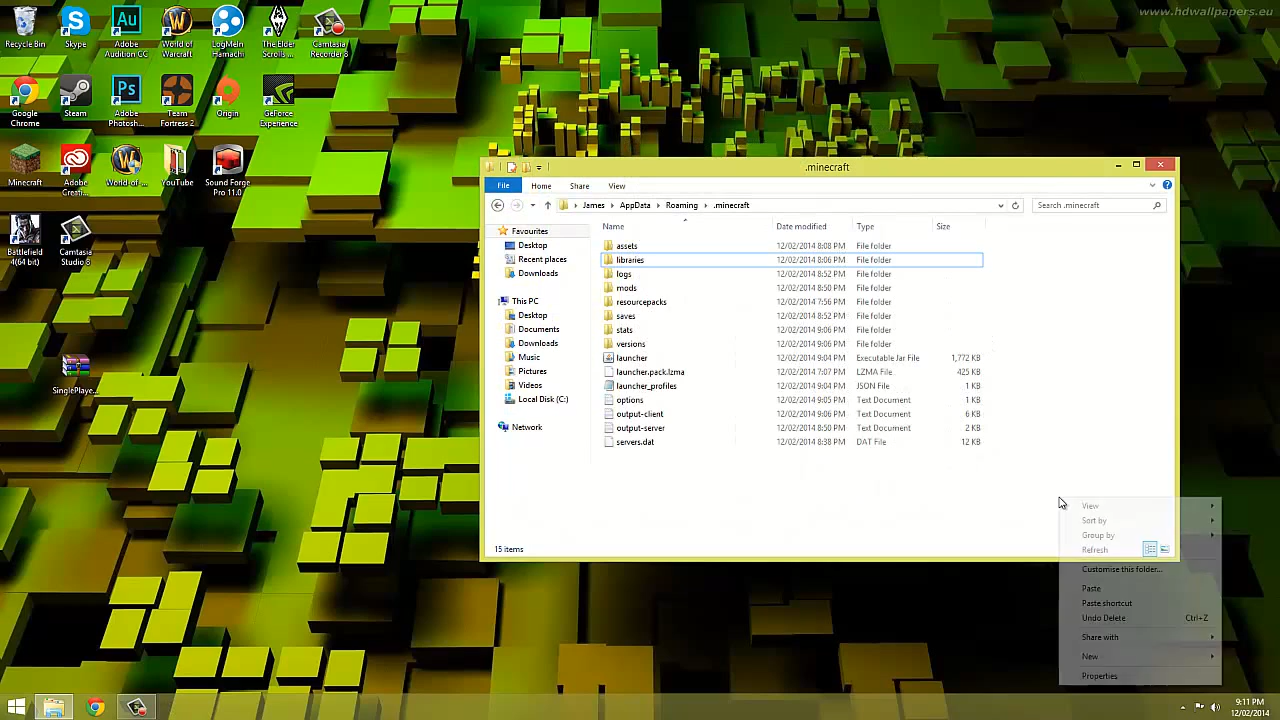 www.hdwallpapers.eu
Recycle Bin
Skype
Adobe Audition CC
World of Warcraft
LogMeIn Hamachi
The Elder Scrolls ...
Camtasia Recorder 8
Google Chrome
Steam
Adobe Photosh...
Team Fortress 2
Origin
GeForce Experience
Minecraft
Adobe Creati...
World-of-...
YouTube
Sound Forge Pro 11.0
Battlefield 4(64 bit)
Camtasia Studio 8
SinglePlaye...
.minecraft
File Home Share View
James AppData Roaming .minecraft
Search .minecraft
Name Date modified Type Size
Favourites
Desktop
Recent places
Downloads
This PC
Desktop
Documents
Downloads
Music
Pictures
Videos
Local Disk (C:)
Network
assets 12/02/2014 8:08 PM File folder
libraries 12/02/2014 8:06 PM File folder
logs 12/02/2014 8:52 PM File folder
mods 12/02/2014 8:50 PM File folder
resourcepacks 12/02/2014 7:56 PM File folder
saves 12/02/2014 8:52 PM File folder
stats 12/02/2014 9:06 PM File folder
versions 12/02/2014 9:06 PM File folder
launcher 12/02/2014 9:04 PM Executable Jar File 1,772 KB
launcher.pack.lzma 12/02/2014 7:07 PM LZMA File 425 KB
launcher_profiles 12/02/2014 9:04 PM JSON File 1 KB
options 12/02/2014 9:05 PM Text Document 1 KB
output-client 12/02/2014 9:06 PM Text Document 6 KB
output-server 12/02/2014 8:50 PM Text Document 2 KB
servers.dat 12/02/2014 8:38 PM DAT File 12 KB
15 items
View
Sort by
Group by
Refresh
Customise this folder...
Paste
Paste shortcut
Undo Delete Ctrl+Z
Share with
New
Properties
9:11 PM
12/02/2014